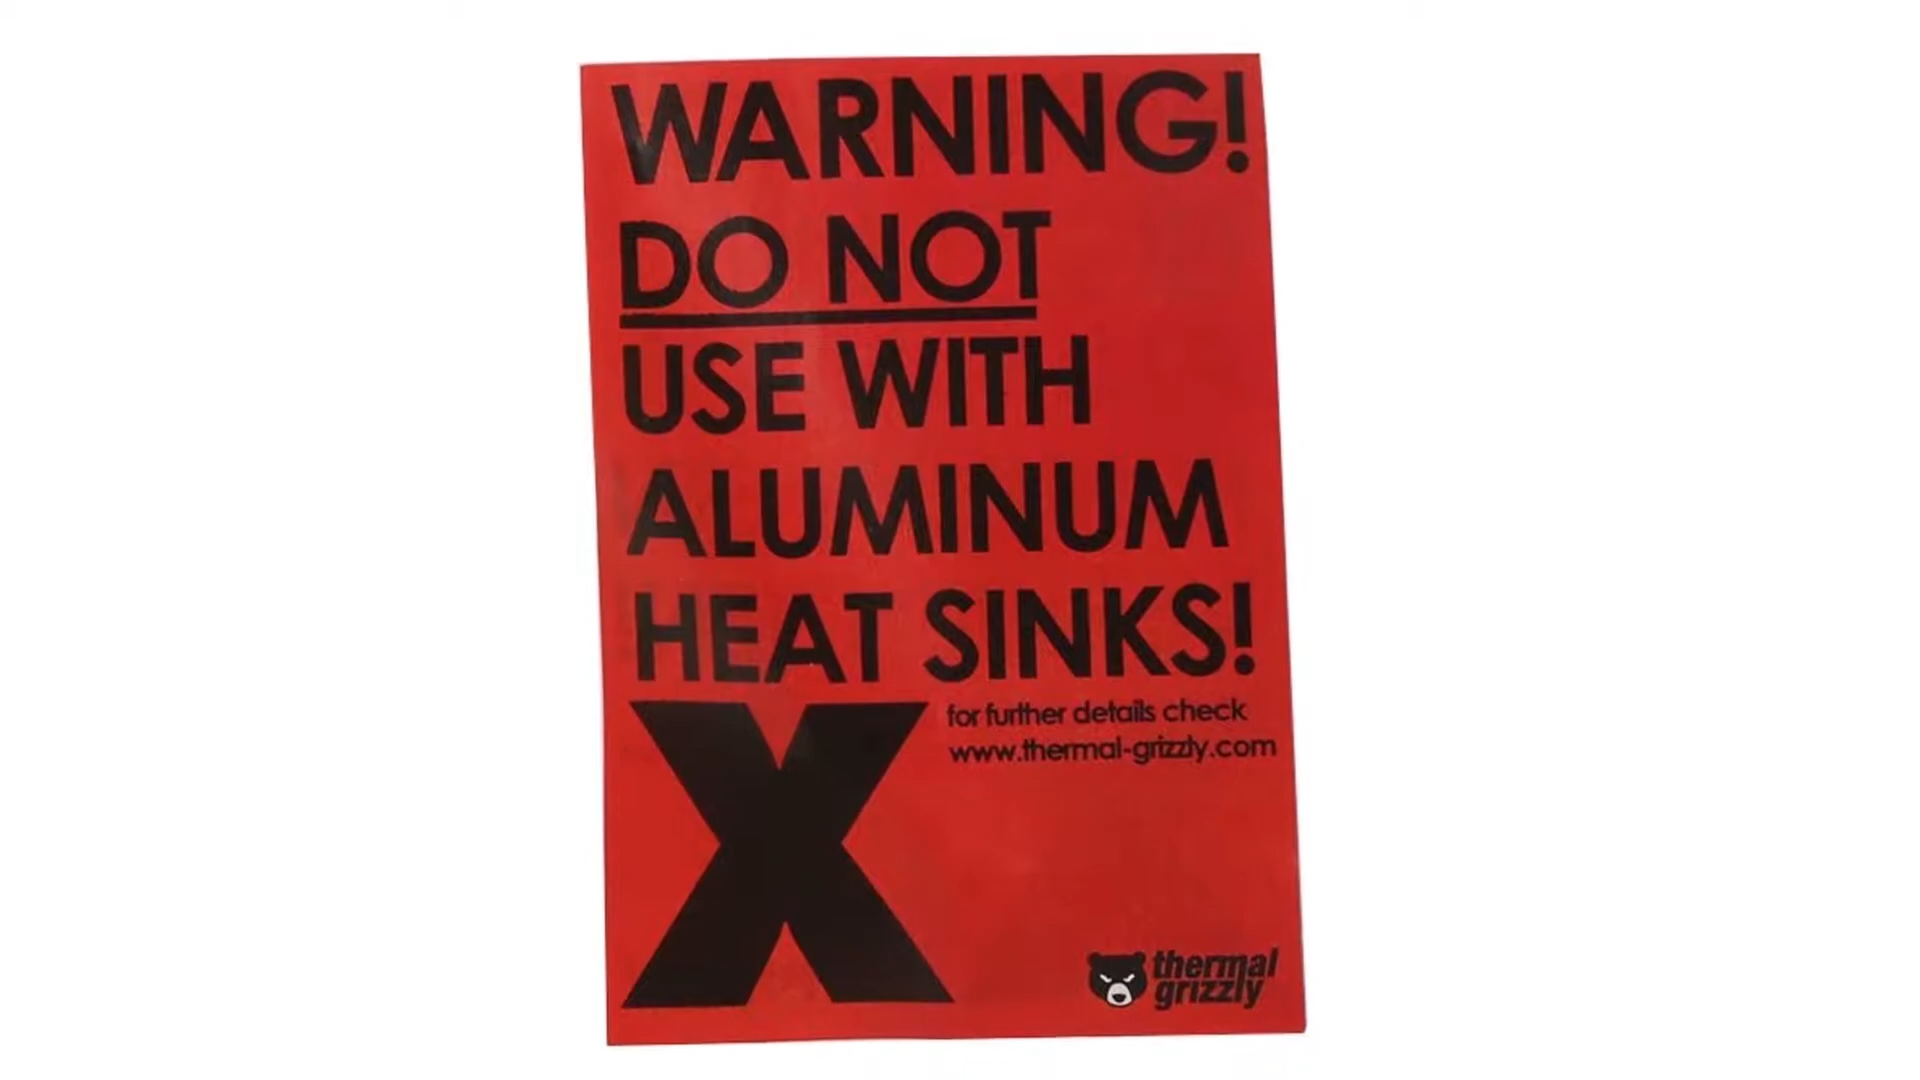 WARNING!
DO NOT
USE WITH
ALUMINUM
HEAT SINKS!
X
for further details check
www.thermal-grizzly.com
thermal
grizzly